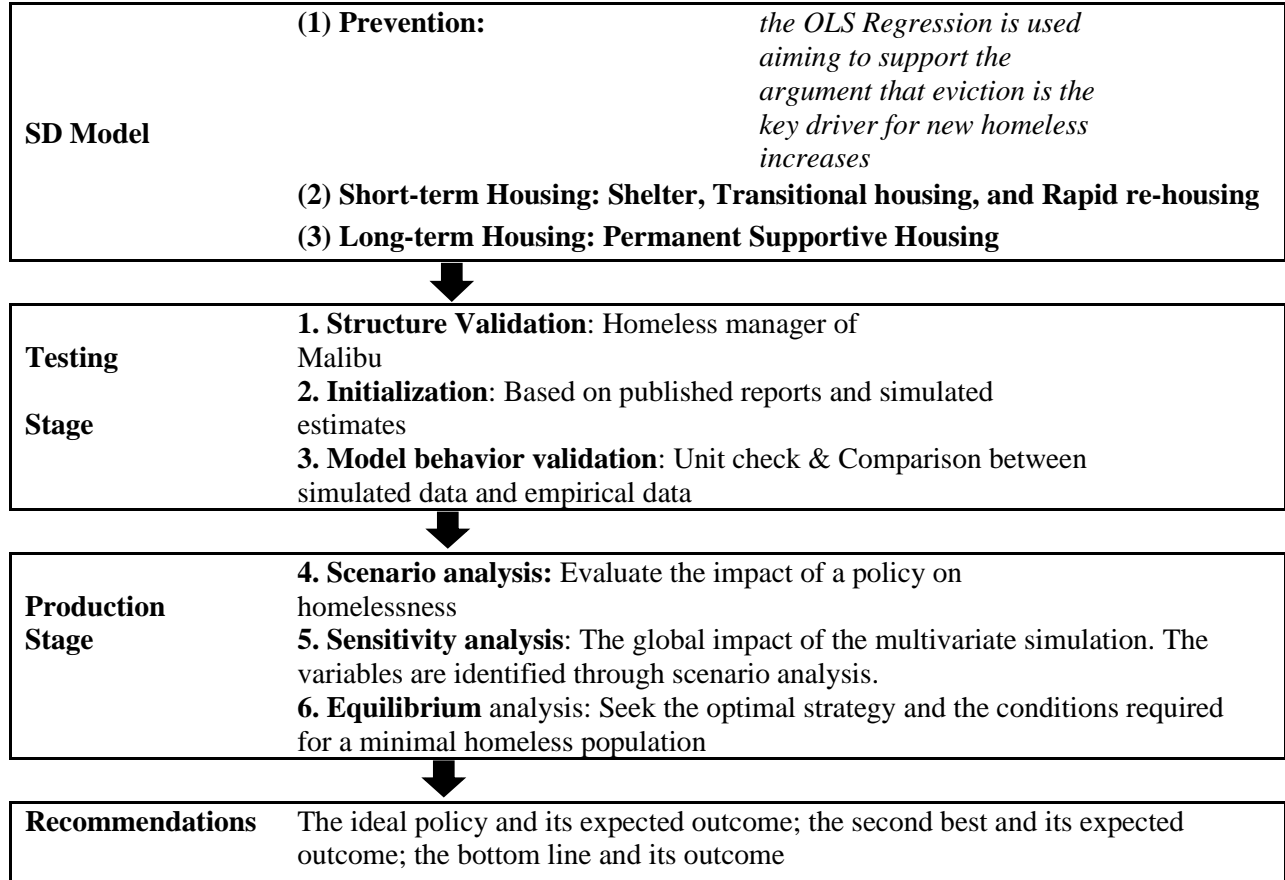 (1) Prevention: the OLS Regression is used
aiming to support the
argument that eviction is the
SD Model key driver for new homeless
increases
(2) Short-term Housing: Shelter, Transitional housing, and Rapid re-housing
(3) Long-term Housing: Permanent Supportive Housing
1. Structure Validation: Homeless manager of
Testing Malibu
2. Initialization: Based on published reports and simulated
Stage estimates
3. Model behavior validation: Unit check & Comparison between
simulated data and empirical data
4. Scenario analysis: Evaluate the impact of a policy on
Production homelessness
Stage 5. Sensitivity analysis: The global impact of the multivariate simulation. The
variables are identified through scenario analysis.
6. Equilibrium analysis: Seek the optimal strategy and the conditions required
for a minimal homeless population
Recommendations The ideal policy and its expected outcome; the second best and its expected
outcome; the bottom line and its outcome